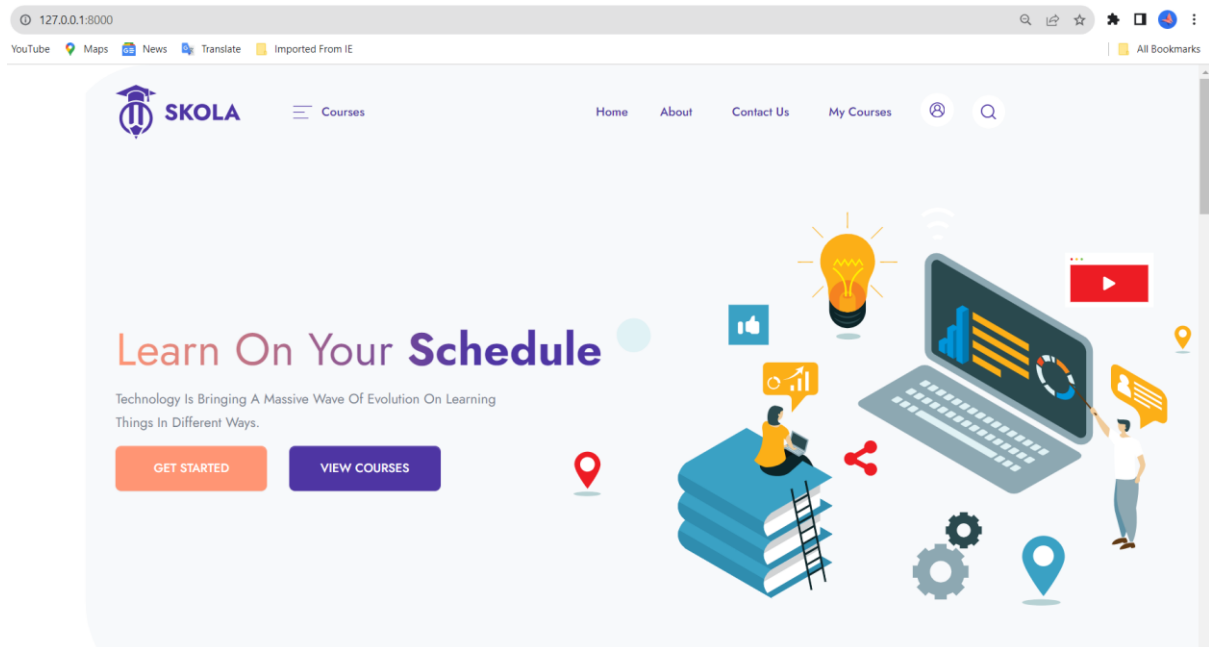 127.0.0.1:8000
YouTube Maps News Translate Imported From IE All Bookmarks
SKOLA Courses Home About Contact Us My Courses
Learn On Your Schedule
Technology Is Bringing A Massive Wave Of Evolution On Learning
Things In Different Ways.
GET STARTED VIEW COURSES